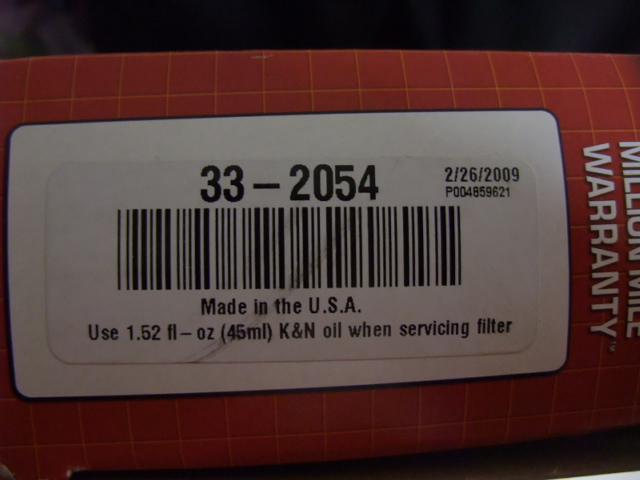 33-2054
2/26/2009
P004859621
Made in the U.S.A.
Use 1.52 fl-oz (45ml) K&N oil when servicing filter
MILLION MILE
WARRANTY™